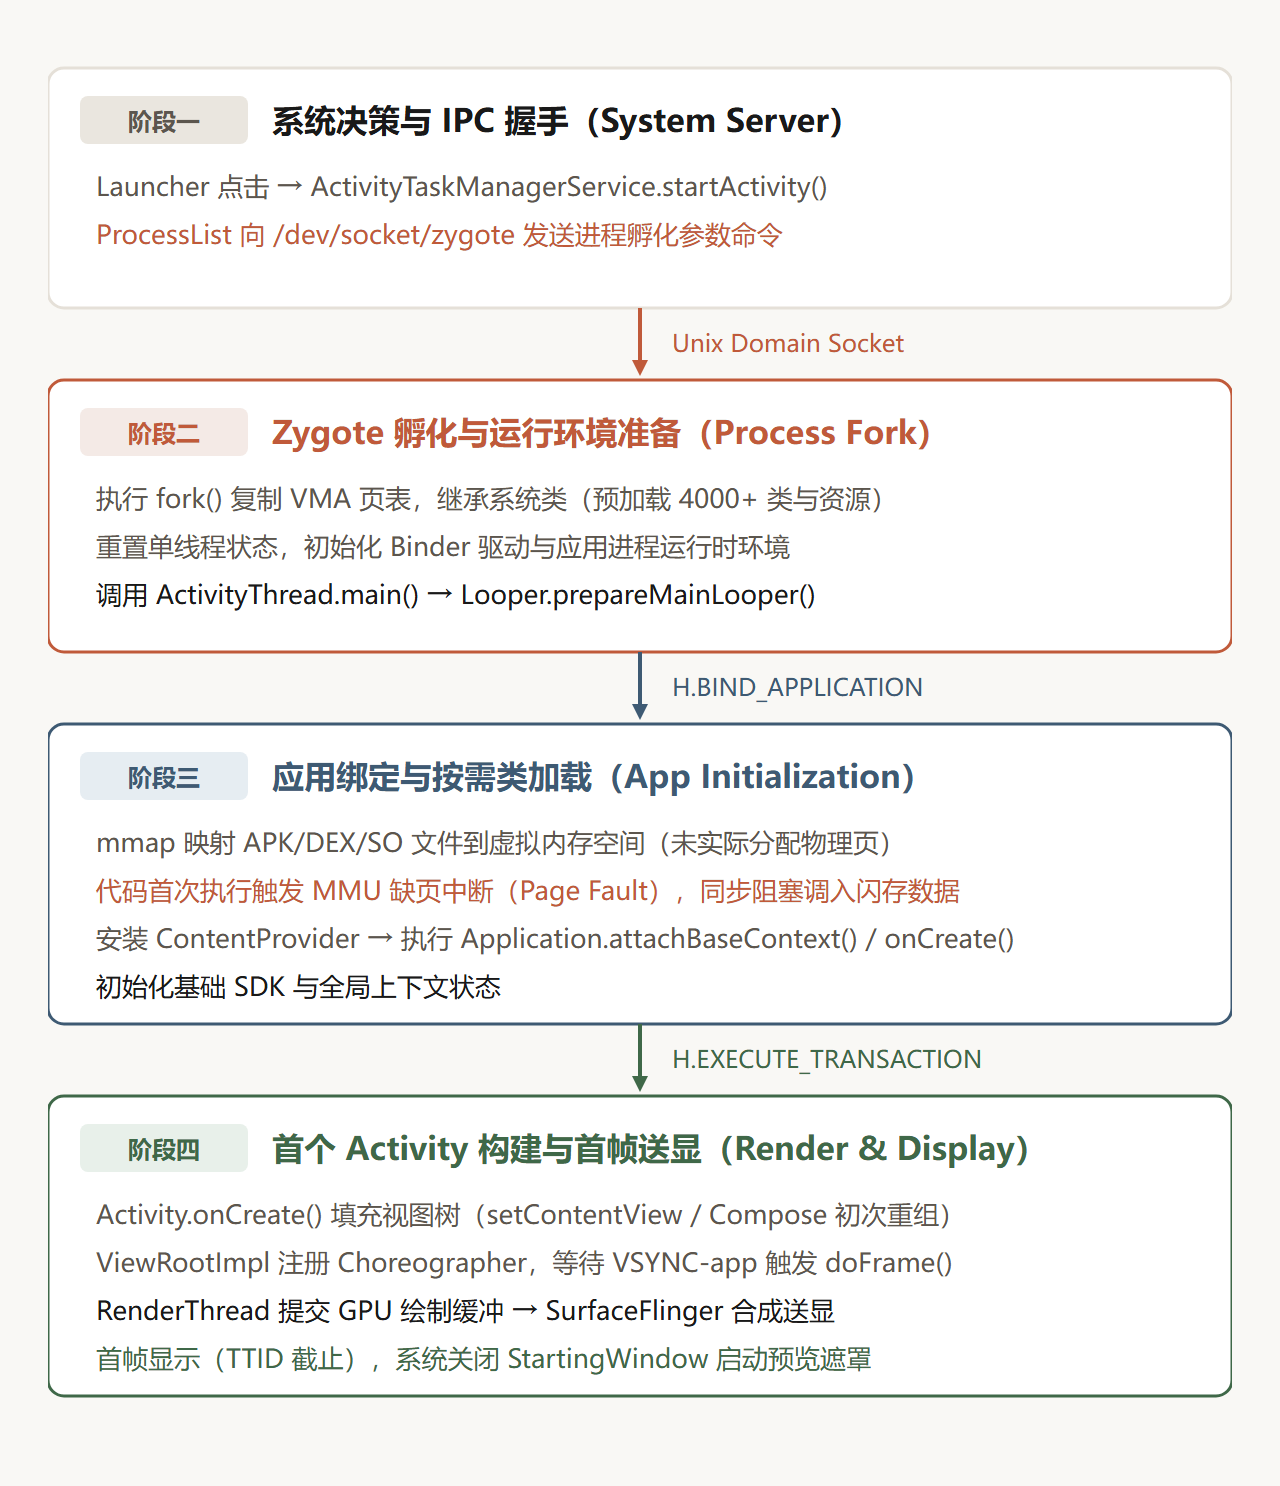 阶段一
系统决策与 IPC 握手（System Server）
Launcher 点击 → ActivityTaskManagerService.startActivity()
ProcessList 向 /dev/socket/zygote 发送进程孵化参数命令
Unix Domain Socket
阶段二
Zygote 孵化与运行环境准备（Process Fork）
执行 fork() 复制 VMA 页表，继承系统类（预加载 4000+ 类与资源）
重置单线程状态，初始化 Binder 驱动与应用进程运行时环境
调用 ActivityThread.main() → Looper.prepareMainLooper()
H.BIND_APPLICATION
阶段三
应用绑定与按需类加载（App Initialization）
mmap 映射 APK/DEX/SO 文件到虚拟内存空间（未实际分配物理页）
代码首次执行触发 MMU 缺页中断（Page Fault），同步阻塞调入闪存数据
安装 ContentProvider → 执行 Application.attachBaseContext() / onCreate()
初始化基础 SDK 与全局上下文状态
H.EXECUTE_TRANSACTION
阶段四
首个 Activity 构建与首帧送显（Render & Display）
Activity.onCreate() 填充视图树（setContentView / Compose 初次重组）
ViewRootImpl 注册 Choreographer，等待 VSYNC-app 触发 doFrame()
RenderThread 提交 GPU 绘制缓冲 → SurfaceFlinger 合成送显
首帧显示（TTID 截止），系统关闭 StartingWindow 启动预览遮罩